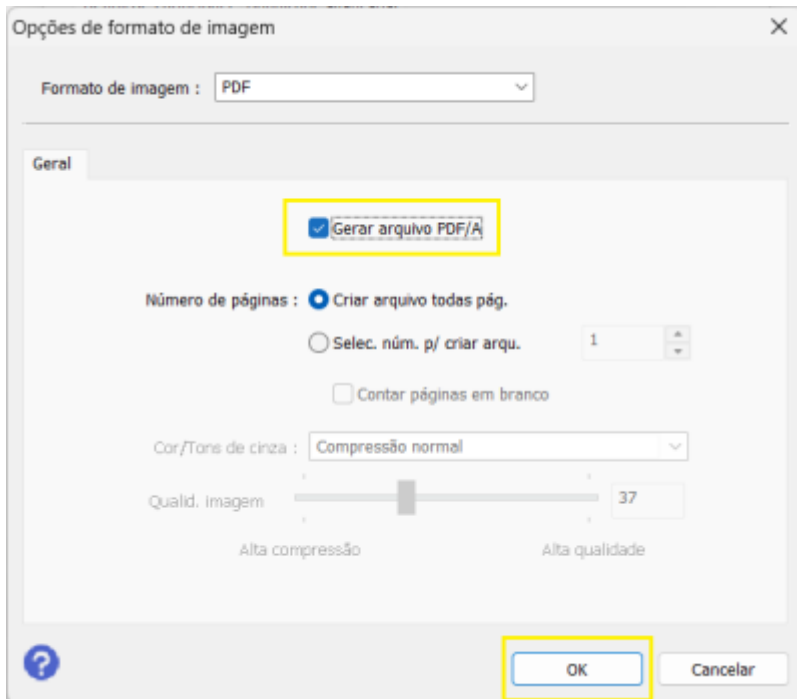 Opções de formato de imagem
Formato de imagem : PDF
Geral
Gerar arquivo PDF/A
Número de páginas : Criar arquivo todas pág.
Selec. núm. p/ criar arqu. 1
Contar páginas em branco
Cor/Tons de cinza : Compressão normal
Qualid. imagem 37
Alta compressão Alta qualidade
? OK Cancelar